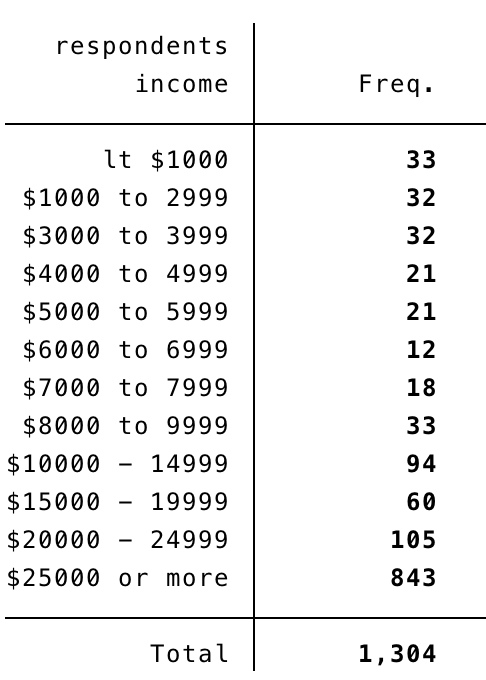 respondents
income Freq.
lt $1000 33
$1000 to 2999 32
$3000 to 3999 32
$4000 to 4999 21
$5000 to 5999 21
$6000 to 6999 12
$7000 to 7999 18
$8000 to 9999 33
$10000 - 14999 94
$15000 - 19999 60
$20000 - 24999 105
$25000 or more 843
Total 1,304